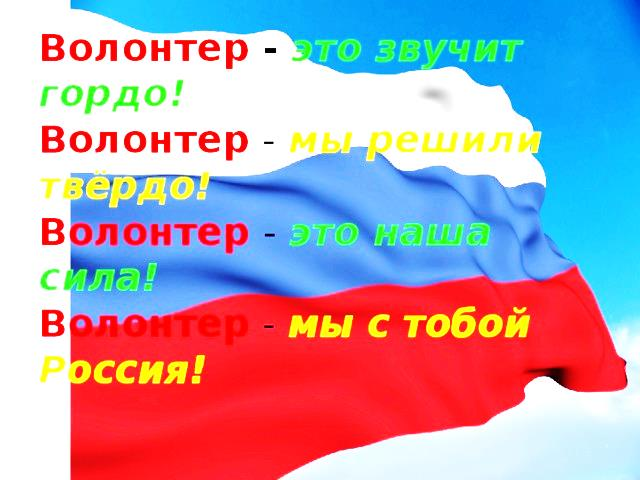 Волонтер - это звучит
гордо!
Волонтер - мы решили
твёрдо!
Волонтер - это наша
сила!
Волонтер - мы с тобой
Россия!